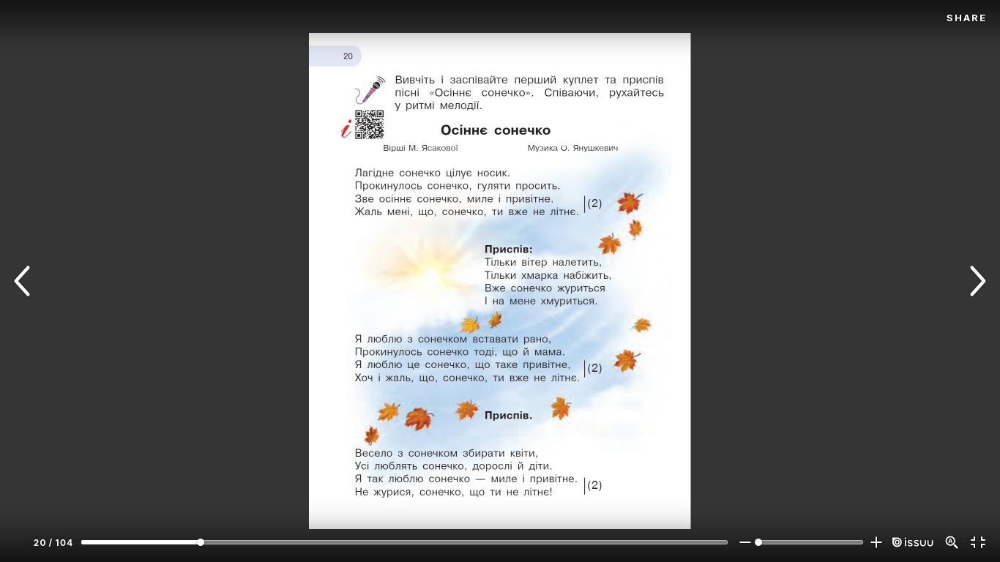 SHARE
20
Вивчіть і заспівайте перший куплет та приспів
пісні «Осіннє сонечко». Співаючи, рухайтесь
у ритмі мелодії.
i
Осіннє сонечко
Вірші М. Ясакової Музика О. Янушкевич
Лагідне сонечко цілує носик.
Прокинулось сонечко, гуляти просить.
Зве осіннє сонечко, миле і привітне.
Жаль мені, що, сонечко, ти вже не літнє.
(2)
Приспів:
Тільки вітер налетить,
Тільки хмарка набіжить,
Вже сонечко журиться
І на мене хмуриться.
Я люблю з сонечком вставати рано,
Прокинулось сонечко тоді, що й мама.
Я люблю це сонечко, що таке привітне,
Хоч і жаль, що, сонечко, ти вже не літнє.
(2)
Приспів.
Весело з сонечком збирати квіти,
Усі люблять сонечко, дорослі й діти.
Я так люблю сонечко — миле і привітне.
Не журися, сонечко, що ти не літнє!
(2)
20 / 104
issuu